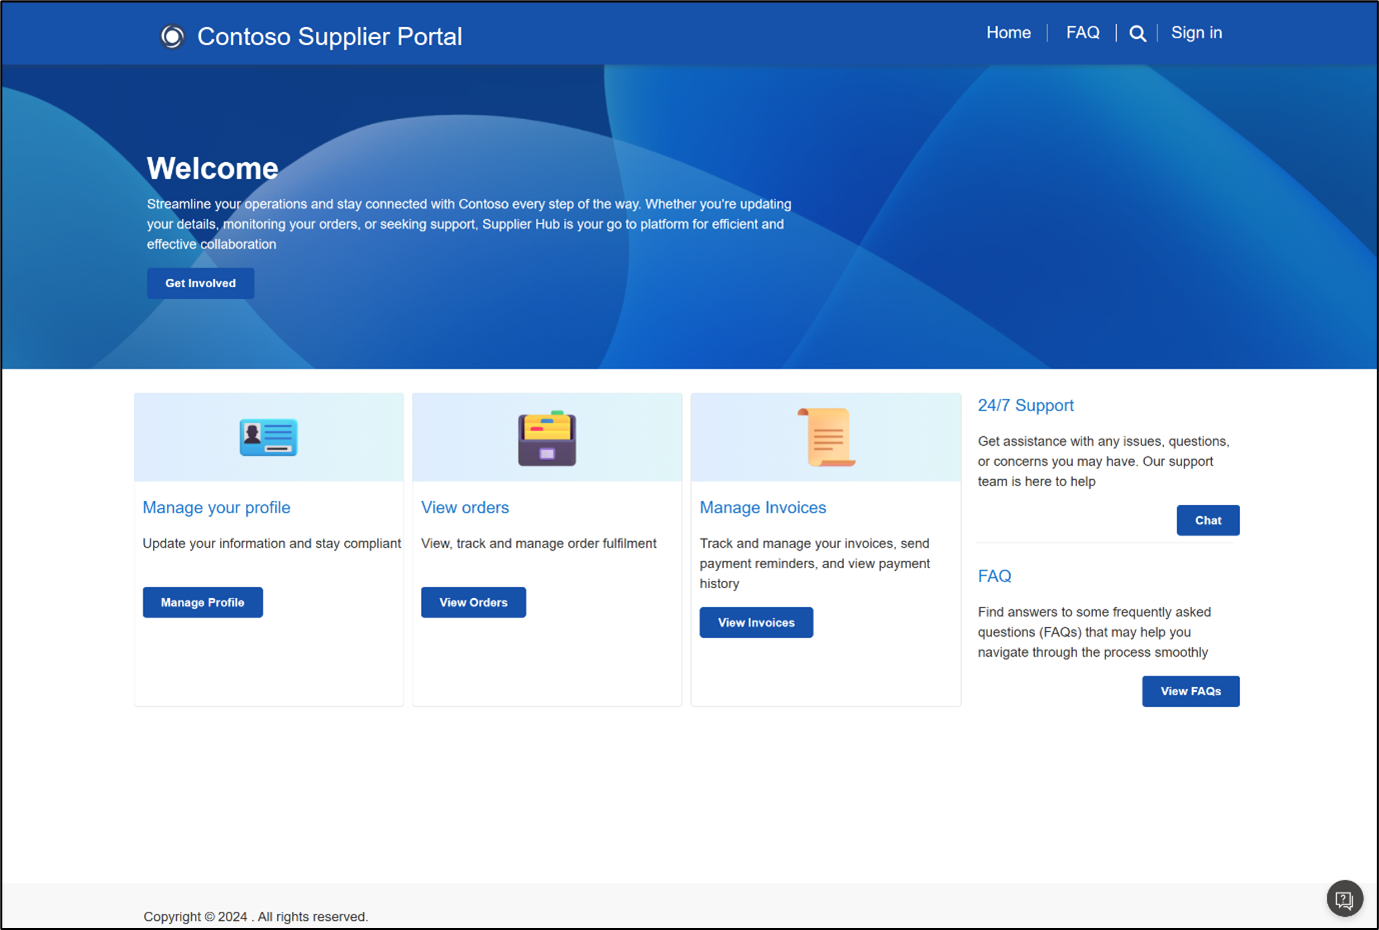 Contoso Supplier Portal
Home
FAQ
Sign in
Welcome
Streamline your operations and stay connected with Contoso every step of the way. Whether you're updating
your details, monitoring your orders, or seeking support, Supplier Hub is your go to platform for efficient and
effective collaboration
Get Involved
Manage your profile
Update your information and stay compliant
Manage Profile
View orders
View, track and manage order fulfilment
View Orders
Manage Invoices
Track and manage your invoices, send
payment reminders, and view payment
history
View Invoices
24/7 Support
Get assistance with any issues, questions,
or concerns you may have. Our support
team is here to help
Chat
FAQ
Find answers to some frequently asked
questions (FAQs) that may help you
navigate through the process smoothly
View FAQs
Copyright © 2024 . All rights reserved.